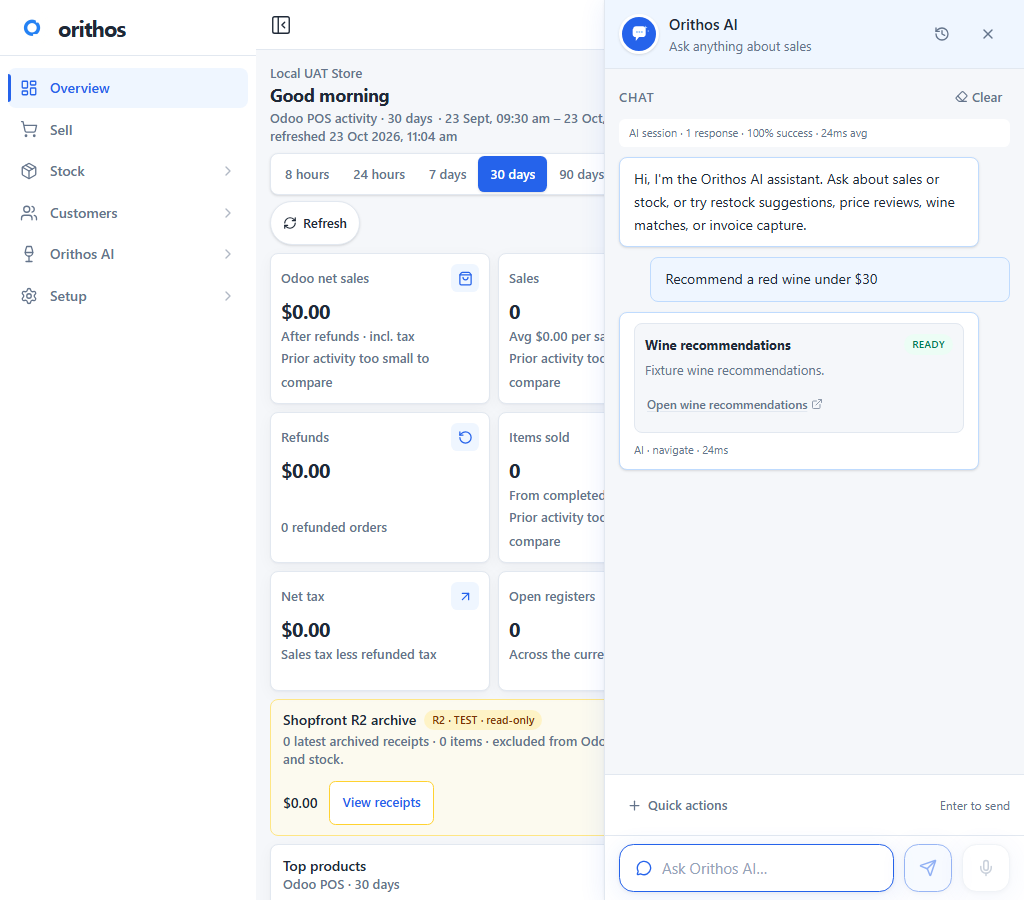 orithos
Overview
Sell
Stock
Customers
Orithos AI
Setup
Local UAT Store
Good morning
Odoo POS activity · 30 days · 23 Sept, 09:30 am – 23 Oct,
refreshed 23 Oct 2026, 11:04 am
8 hours 24 hours 7 days 30 days 90 days
Refresh
Odoo net sales
$0.00
After refunds · incl. tax
Prior activity too small to
compare
Sales
0
Avg $0.00 per sa
Prior activity too
compare
Refunds
$0.00
0 refunded orders
Items sold
0
From completed
Prior activity too
compare
Net tax
$0.00
Sales tax less refunded tax
Open registers
0
Across the curre
Shopfront R2 archive R2 · TEST · read-only
0 latest archived receipts · 0 items · excluded from Odo
and stock.
$0.00 View receipts
Top products
Odoo POS · 30 days
Orithos AI
Ask anything about sales
CHAT Clear
AI session · 1 response · 100% success · 24ms avg
Hi, I'm the Orithos AI assistant. Ask about sales or
stock, or try restock suggestions, price reviews, wine
matches, or invoice capture.
Recommend a red wine under $30
Wine recommendations READY
Fixture wine recommendations.
Open wine recommendations
AI · navigate · 24ms
Quick actions Enter to send
Ask Orithos AI...